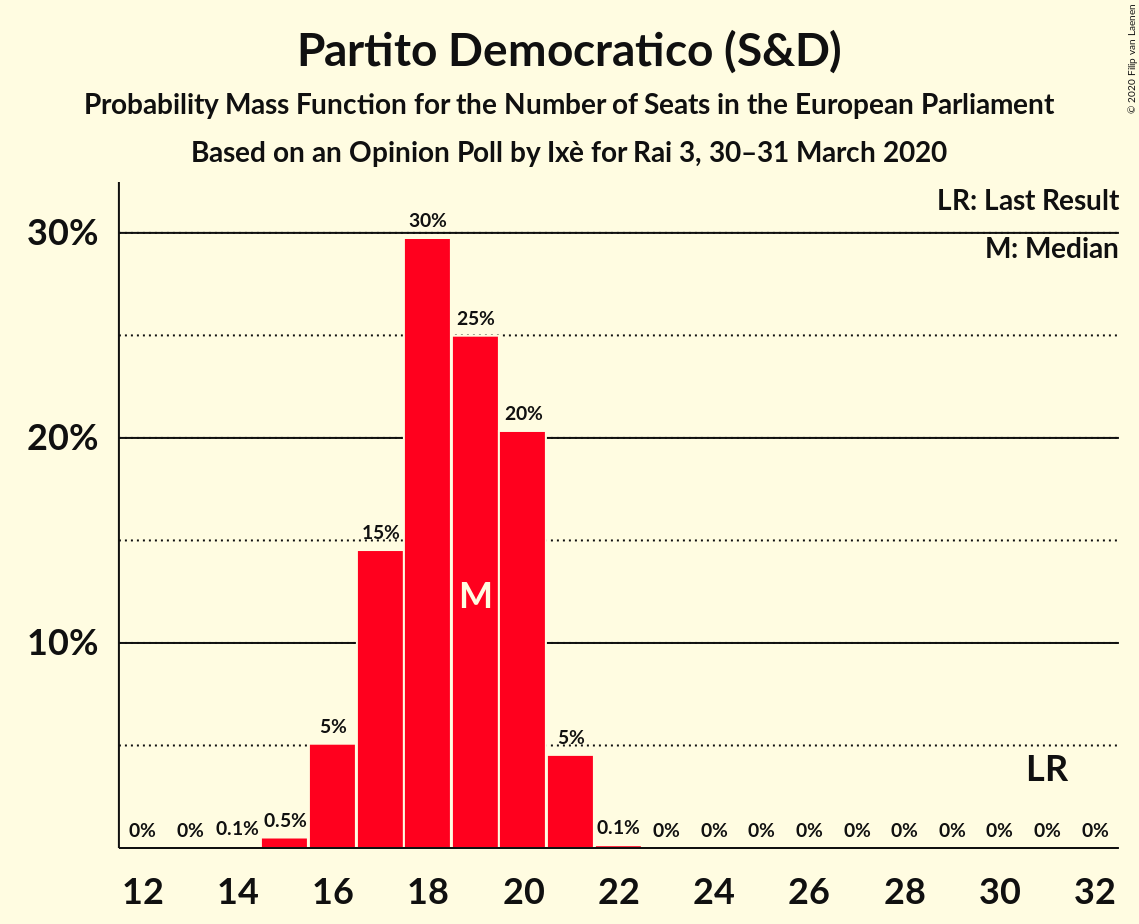 Partito Democratico (S&D)
Probability Mass Function for the Number of Seats in the European Parliament
Based on an Opinion Poll by Ixè for Rai 3, 30–31 March 2020
© 2020 Filip van Laenen
LR: Last Result
M: Median
30%
20%
10%
0% 0% 0.1% 0.5% 5% 15% 30% 25% 20% 5% 0.1% 0% 0% 0% 0% 0% 0% 0% 0% 0% 0%
M
LR
12 14 16 18 20 22 24 26 28 30 32